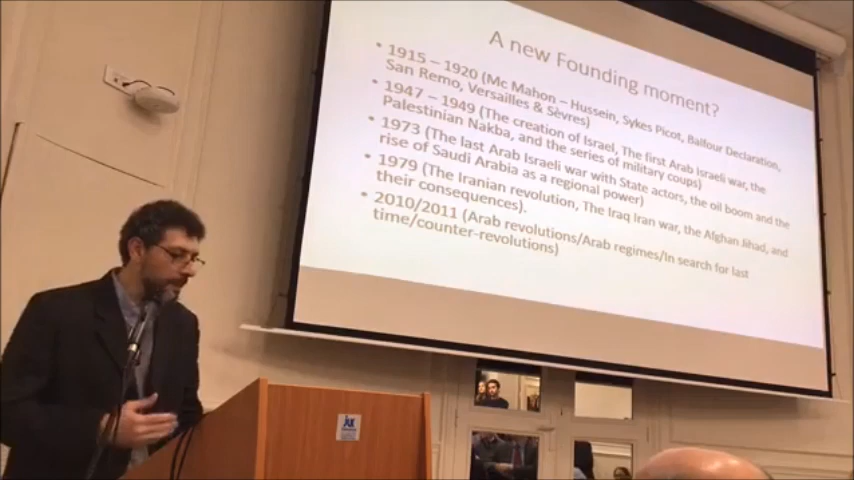 A new Founding moment?
• 1915 – 1920 (Mc Mahon – Hussein, Sykes Picot, Balfour Declaration,
San Remo, Versailles & Sèvres)
• 1947 – 1949 (The creation of Israel, The first Arab Israeli war, the
Palestinian Nakba, and the series of military coups)
• 1973 (The last Arab Israeli war with State actors, the oil boom and the
rise of Saudi Arabia as a regional power)
• 1979 (The Iranian revolution, The Iraq Iran war, the Afghan Jihad, and
their consequences).
• 2010/2011 (Arab revolutions/Arab regimes/In search for last
time/counter-revolutions)